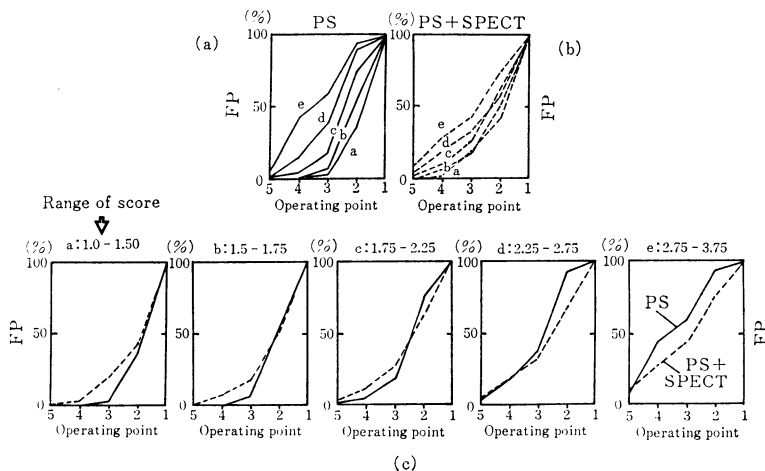 (%) PS
(a)
FP
100
50
0
e
d
c
b
a
5 4 3 2 1
Operating point
(%) PS+SPECT
(b)
FP
100
50
0
e
d
c
b
a
5 4 3 2 1
Operating point
Range of score
(%) a:1.0 - 1.50
FP
100
50
0
5 4 3 2 1
Operating point
(%) b:1.5 - 1.75
100
50
0
5 4 3 2 1
Operating point
(%) c:1.75 - 2.25
100
50
0
5 4 3 2 1
Operating point
(%) d:2.25 - 2.75
100
50
0
5 4 3 2 1
Operating point
(%) e:2.75 - 3.75
100
50
0
PS
PS+
SPECT
FP
5 4 3 2 1
Operating point
(c)